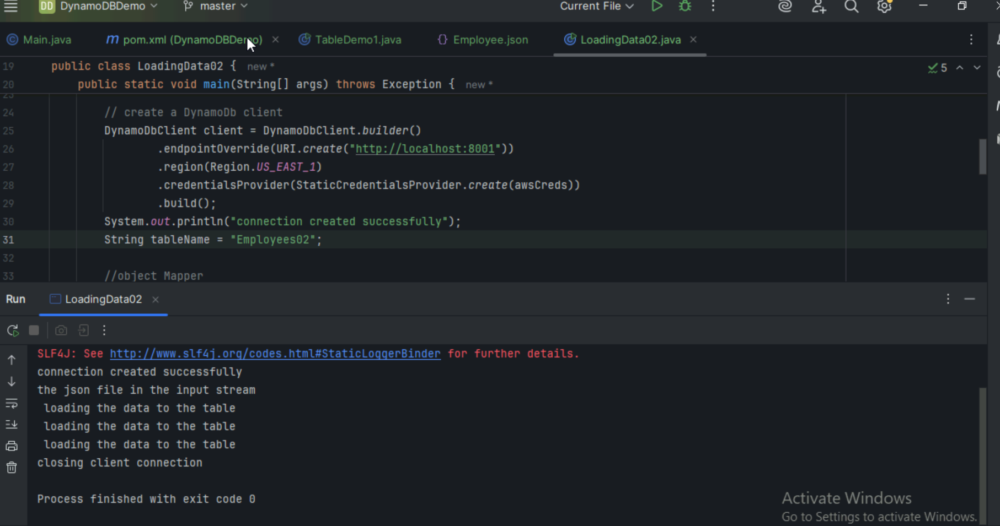 DD DynamoDBDemo master Current File
Main.java pom.xml (DynamoDBDemo) TableDemo1.java {} Employee.json LoadingData02.java
19 public class LoadingData02 { new *
5
20 public static void main(String[] args) throws Exception { new *
23
24 // create a DynamoDb client
25 DynamoDbClient client = DynamoDbClient.builder()
26 .endpointOverride(URI.create("http://localhost:8001"))
27 .region(Region.US_EAST_1)
28 .credentialsProvider(StaticCredentialsProvider.create(awsCreds))
29 .build();
30 System.out.println("connection created successfully");
31 String tableName = "Employees02";
32
33 //object Mapper
Run LoadingData02
SLF4J: See http://www.slf4j.org/codes.html#StaticLoggerBinder for further details.
connection created successfully
the json file in the input stream
loading the data to the table
loading the data to the table
loading the data to the table
closing client connection
Process finished with exit code 0
Activate Windows
Go to Settings to activate Windows.